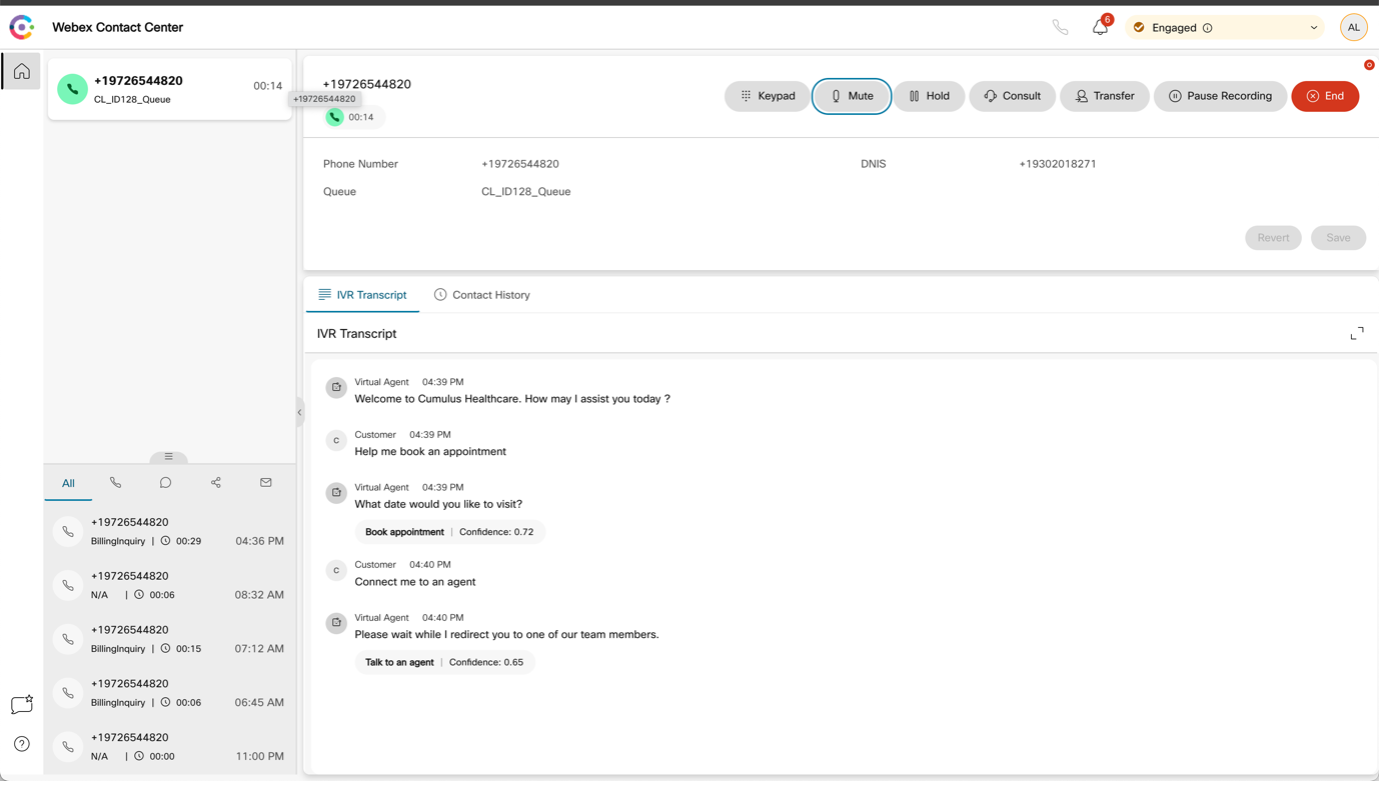 Webex Contact Center
6
Engaged
AL
+19726544820
00:14
CL_ID128_Queue
+19726544820
+19726544820
00:14
Keypad
Mute
Hold
Consult
Transfer
Pause Recording
End
Phone Number +19726544820 DNIS +19302018271
Queue CL_ID128_Queue
Revert Save
IVR Transcript Contact History
IVR Transcript
Virtual Agent 04:39 PM
Welcome to Cumulus Healthcare. How may I assist you today ?
C
Customer 04:39 PM
Help me book an appointment
Virtual Agent 04:39 PM
What date would you like to visit?
Book appointment | Confidence: 0.72
C
Customer 04:40 PM
Connect me to an agent
Virtual Agent 04:40 PM
Please wait while I redirect you to one of our team members.
Talk to an agent | Confidence: 0.65
All
+19726544820
BillingInquiry | 00:29 04:36 PM
+19726544820
N/A | 00:06 08:32 AM
+19726544820
BillingInquiry | 00:15 07:12 AM
+19726544820
BillingInquiry | 00:06 06:45 AM
+19726544820
N/A | 00:00 11:00 PM